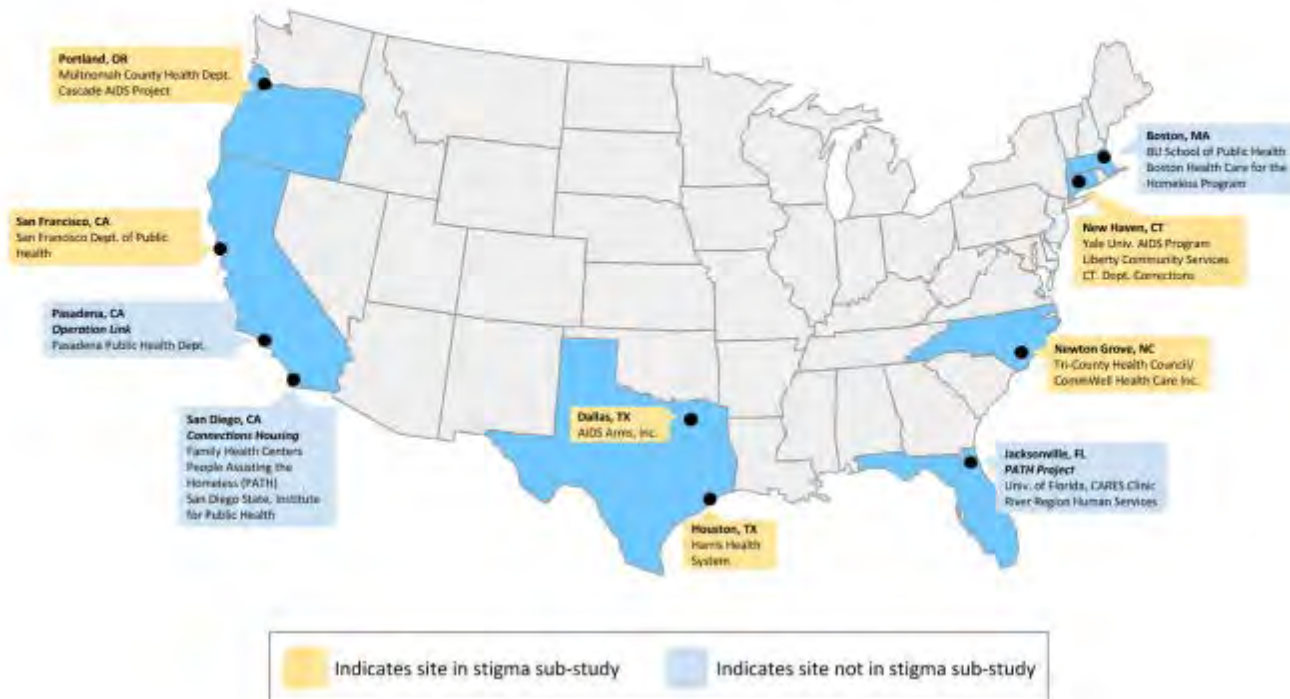 Portland, OR
Multnomah County Health Dept.
Cascade AIDS Project
San Francisco, CA
San Francisco Dept. of Public
Health
Pasadena, CA
Operation Link
Pasadena Public Health Dept.
San Diego, CA
Connections Housing
Family Health Centers
People Assisting the
Homeless (PATH)
San Diego State, Institute
for Public Health
Dallas, TX
AIDS Arms, Inc.
Houston, TX
Harris Health
System
Boston, MA
BU School of Public Health
Boston Health Care for the
Homeless Program
New Haven, CT
Yale Univ. AIDS Program
Liberty Community Services
CT. Dept. Corrections
Newton Grove, NC
Tri-County Health Council/
CommWell Health Care Inc.
Jacksonville, FL
PATH Project
Univ. of Florida, CARES Clinic
River Region Human Services
Indicates site in stigma sub-study
Indicates site not in stigma sub-study